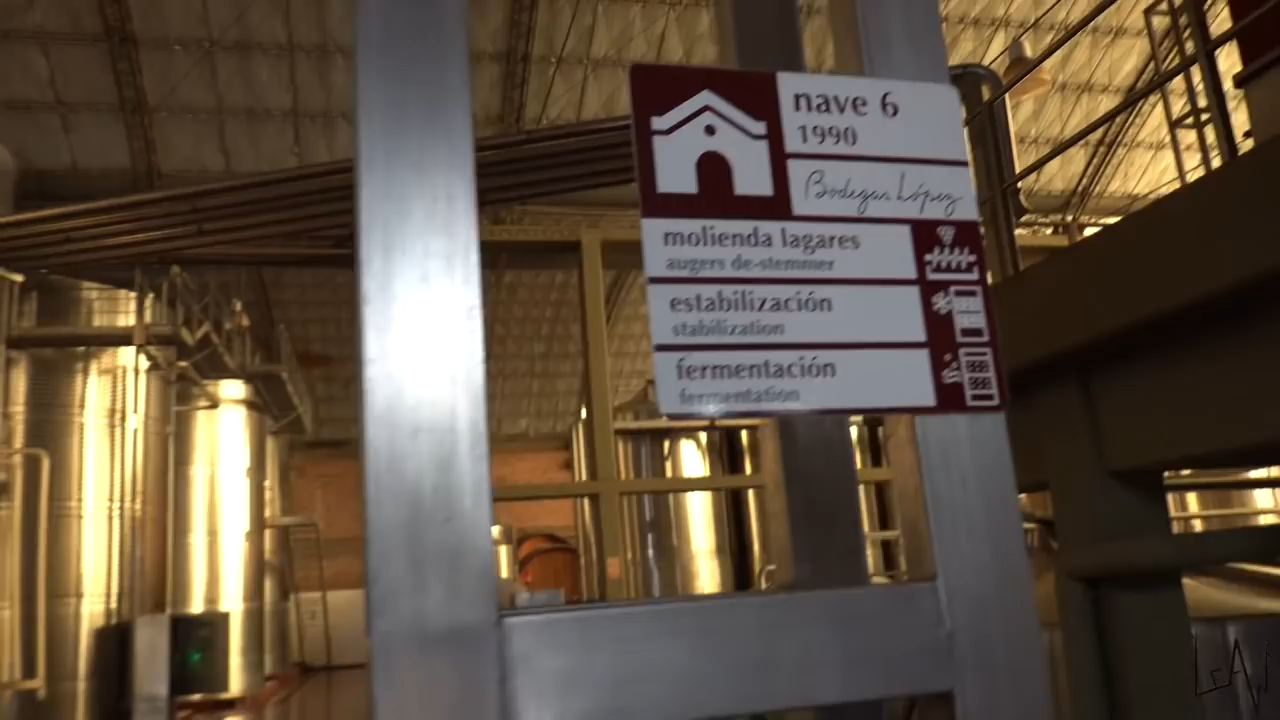 nave 6
1990
Bodegas López
molienda lagares
augers de-stemmer
estabilización
stabilization
fermentación
fermentation